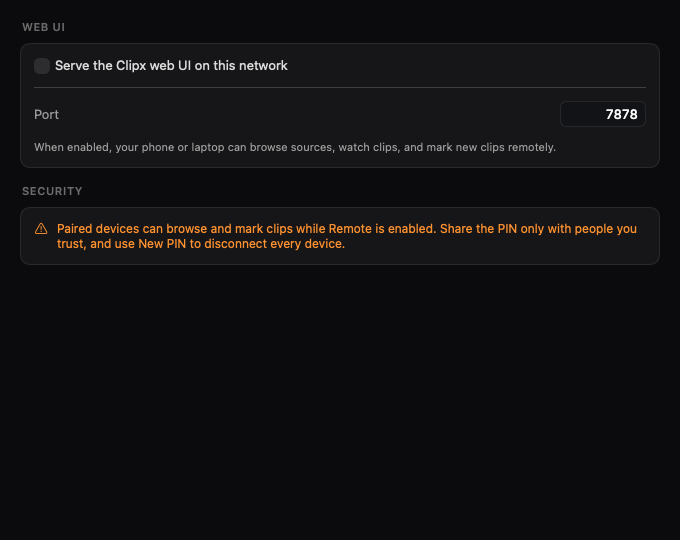 WEB UI
Serve the Clipx web UI on this network
Port
7878
When enabled, your phone or laptop can browse sources, watch clips, and mark new clips remotely.
SECURITY
Paired devices can browse and mark clips while Remote is enabled. Share the PIN only with people you
trust, and use New PIN to disconnect every device.